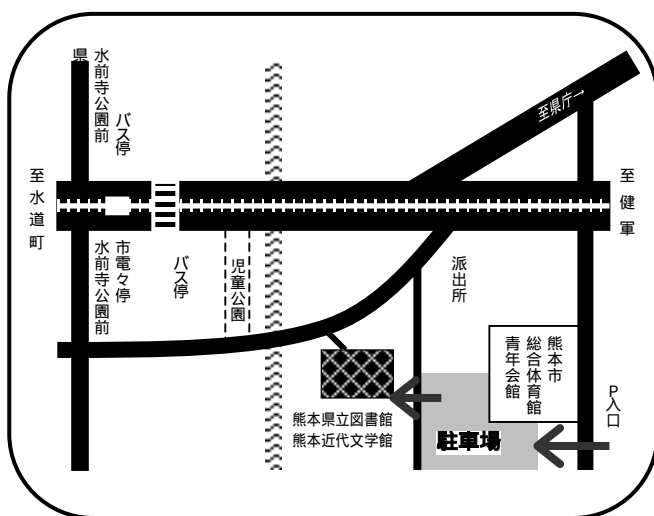 県
水前寺公園前
バス停
至県庁→
至水道町
至健軍
水前寺公園前
市電々停
バス停
児童公園
派出所
熊本市
総合体育館
青年会館
P入口
熊本県立図書館
熊本近代文学館
駐車場